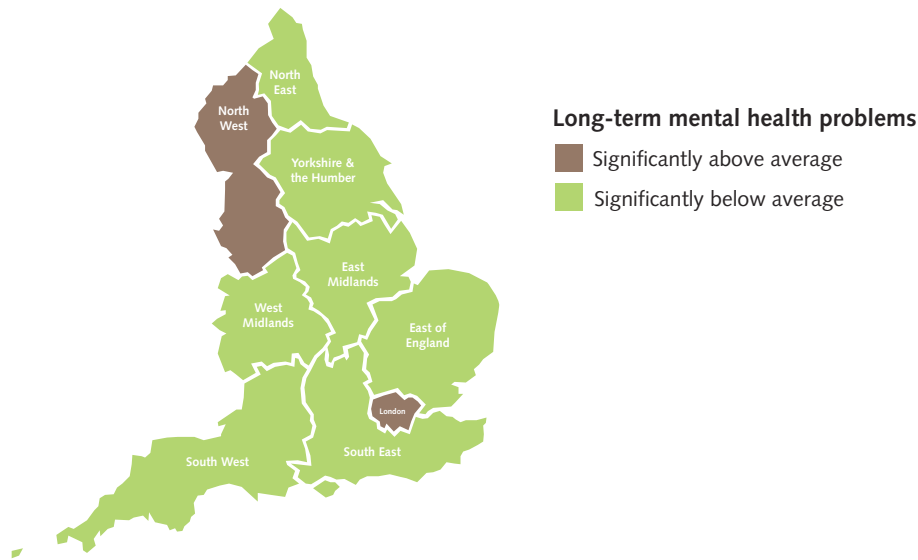 North
East
North
West
Long-term mental health problems
Significantly above average
Yorkshire &
the Humber
Significantly below average
East
Midlands
West
Midlands
East of
England
London
South East
South West